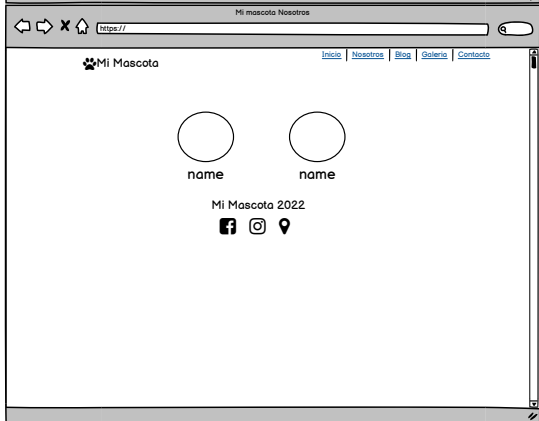 Mi mascota Nosotros
https://
Inicio Nosotros Blog Galeria Contacto
Mi Mascota
name name
Mi Mascota 2022